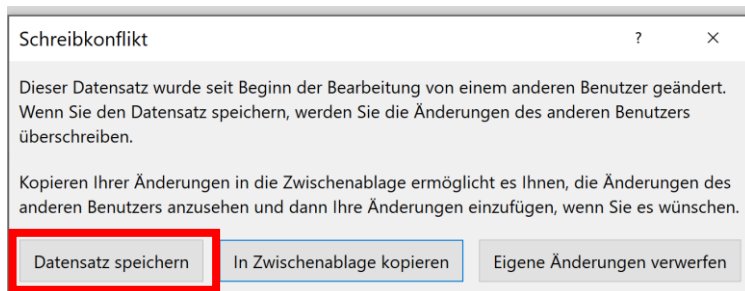 Schreibkonflikt ? ×
Dieser Datensatz wurde seit Beginn der Bearbeitung von einem anderen Benutzer geändert.
Wenn Sie den Datensatz speichern, werden Sie die Änderungen des anderen Benutzers
überschreiben.
Kopieren Ihrer Änderungen in die Zwischenablage ermöglicht es Ihnen, die Änderungen des
anderen Benutzers anzusehen und dann Ihre Änderungen einzufügen, wenn Sie es wünschen.
Datensatz speichern In Zwischenablage kopieren Eigene Änderungen verwerfen